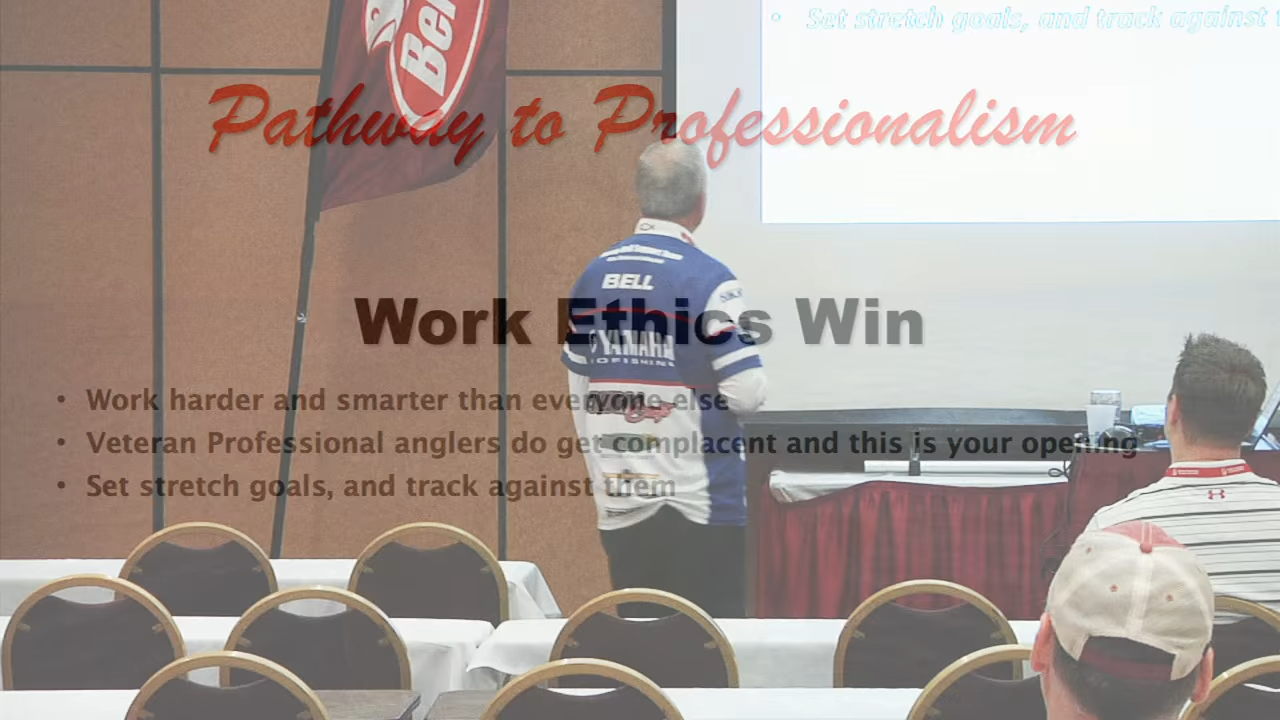 • Set stretch goals, and track against
Pathway to Professionalism
BELL
Work Ethics Win
YAMAHA
• Work harder and smarter than everyone else
• Veteran Professional anglers do get complacent and this is your opening
• Set stretch goals, and track against them